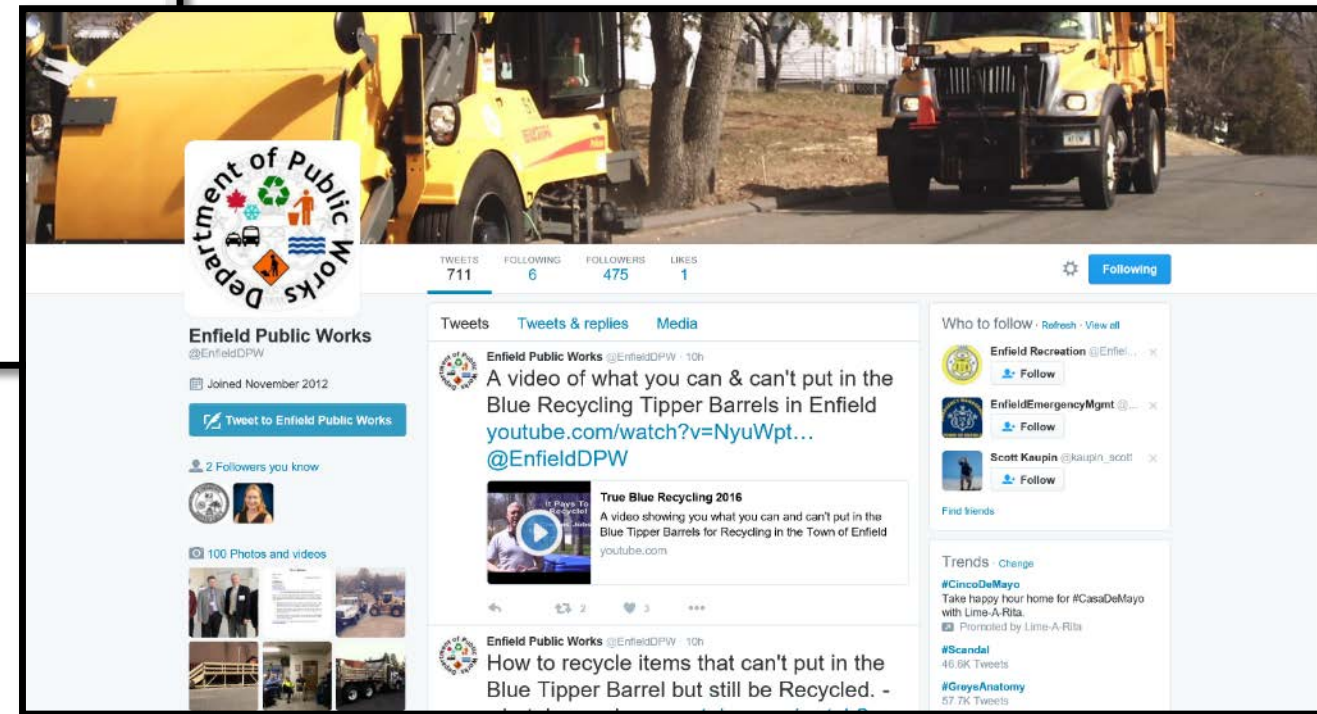 Department of Public Works
TWEETS FOLLOWING FOLLOWERS LIKES
711 6 475 1
Following
Enfield Public Works
@EnfieldDPW
Joined November 2012
Tweet to Enfield Public Works
2 Followers you know
100 Photos and videos
Tweets Tweets & replies Media
Enfield Public Works @EnfieldDPW · 10h
A video of what you can & can't put in the
Blue Recycling Tipper Barrels in Enfield
youtube.com/watch?v=NyuWpt...
@EnfieldDPW
It Pays To
Recycle!
True Blue Recycling 2016
A video showing you what you can and can't put in the
Blue Tipper Barrels for Recycling in the Town of Enfield
youtube.com
2 3
Enfield Public Works @EnfieldDPW · 10h
How to recycle items that can't put in the
Blue Tipper Barrel but still be Recycled. -
Who to follow · Refresh · View all
Enfield Recreation @Enfiel...
Follow
EnfieldEmergencyMgmt @...
Follow
Scott Kaupin @kaupin_scott
Follow
Find friends
Trends · Change
#CincoDeMayo
Take happy hour home for #CasaDeMayo
with Lime-A-Rita.
Promoted by Lime-A-Rita
#Scandal
46.6K Tweets
#GreysAnatomy
57.7K Tweets